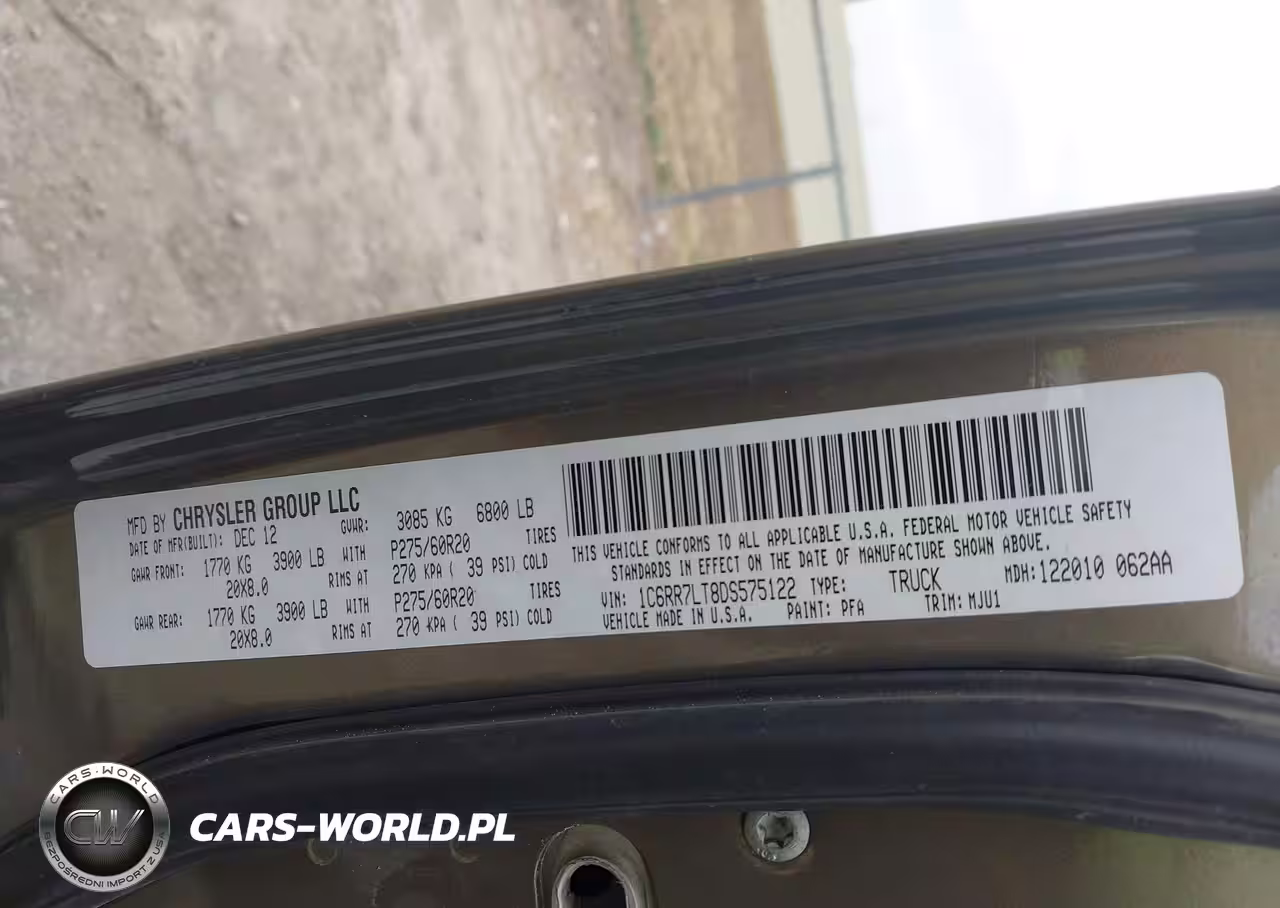 MFD BY CHRYSLER GROUP LLC
DATE OF MFR(BUILT): DEC 12 GVWR: 3085 KG 6800 LB
GAWR FRONT: 1770 KG 3900 LB WITH P275/60R20 TIRES
20X8.0 RIMS AT 270 KPA ( 39 PSI) COLD
GAWR REAR: 1770 KG 3900 LB WITH P275/60R20 TIRES
20X8.0 RIMS AT 270 KPA ( 39 PSI) COLD
THIS VEHICLE CONFORMS TO ALL APPLICABLE U.S.A. FEDERAL MOTOR VEHICLE SAFETY
STANDARDS IN EFFECT ON THE DATE OF MANUFACTURE SHOWN ABOVE.
VIN: 1C6RR7LT8DS575122 TYPE: TRUCK MDH:122010 062AA
VEHICLE MADE IN U.S.A. PAINT: PFA TRIM: MJU1
CARS-WORLD
CW
BEZPOŚREDNI IMPORT Z USA
CARS-WORLD.PL